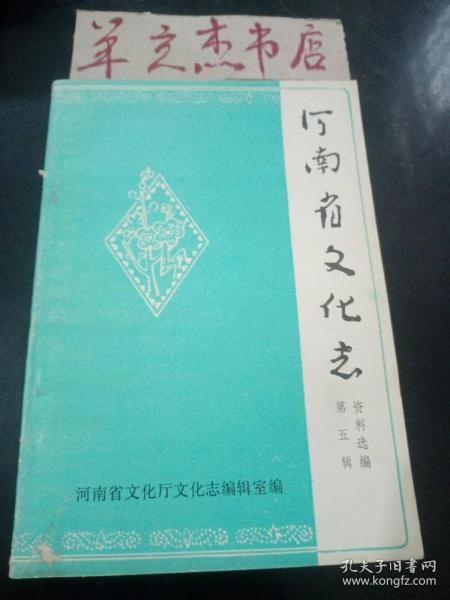 羊立杰书店
河南省文化志
资料选编
第五辑
河南省文化厅文化志编辑室编
孔夫子旧书网
www.kongfz.com